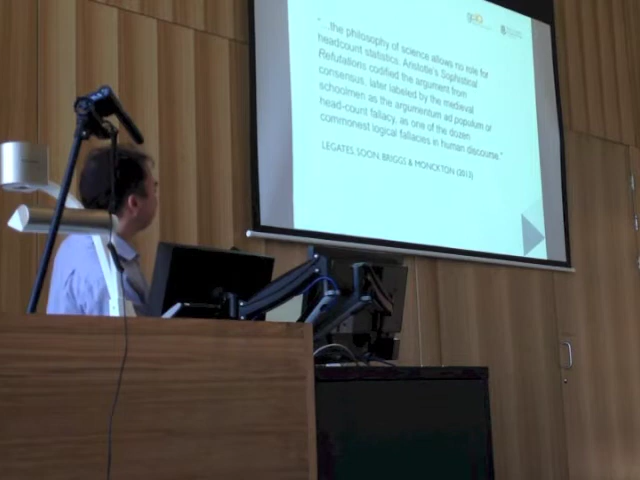 "...the philosophy of science allows no role for
headcount statistics. Aristotle's Sophistical
Refutations codified the argument from
consensus, later labeled by the medieval
schoolmen as the argumentum ad populum or
head-count fallacy, as one of the dozen
commonest logical fallacies in human discourse."
LEGATES, SOON, BRIGGS & MONCKTON (2013)